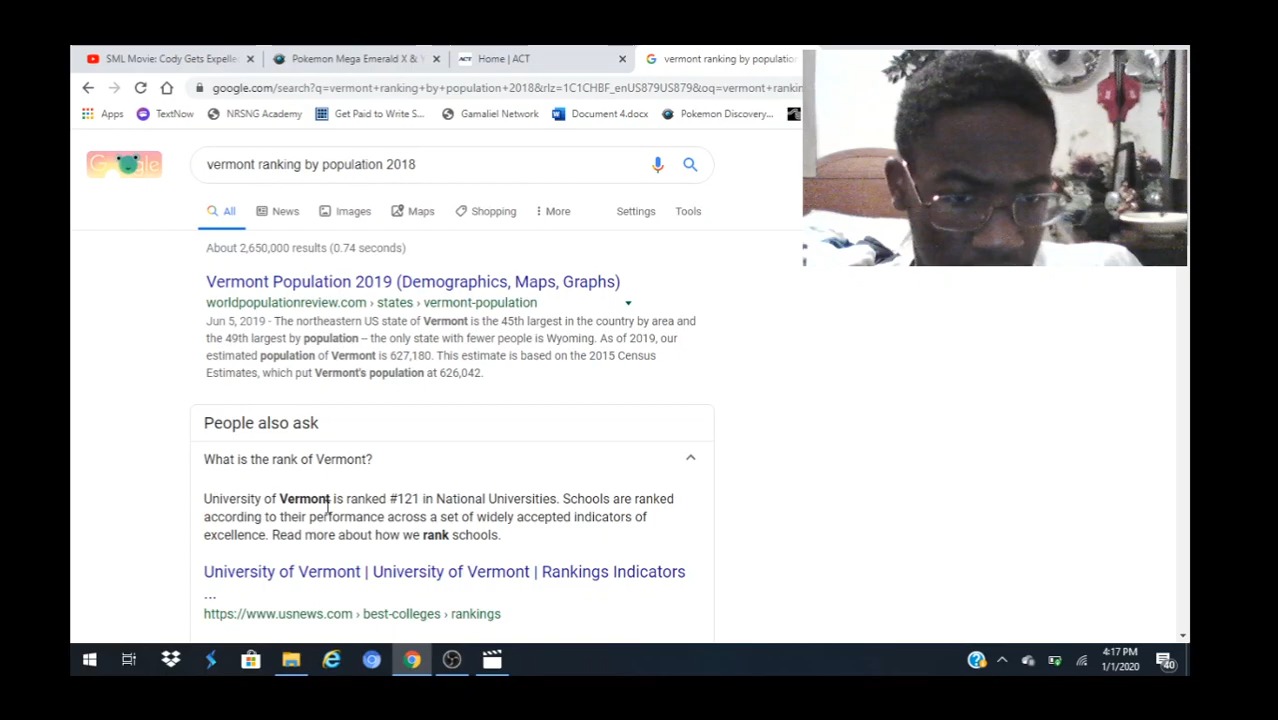 SML Movie: Cody Gets Expelle
Pokemon Mega Emerald X & Y
ACT Home | ACT
vermont ranking by populatio
google.com/search?q=vermont+ranking+by+population+2018&rlz=1C1CHBF_enUS879US879&oq=vermont+rankin
Apps TextNow NRSNG Academy Get Paid to Write S... Gamaliel Network Document 4.docx Pokemon Discovery...
Google
vermont ranking by population 2018
All News Images Maps Shopping More Settings Tools
About 2,650,000 results (0.74 seconds)
Vermont Population 2019 (Demographics, Maps, Graphs)
worldpopulationreview.com › states › vermont-population
Jun 5, 2019 - The northeastern US state of Vermont is the 45th largest in the country by area and
the 49th largest by population – the only state with fewer people is Wyoming. As of 2019, our
estimated population of Vermont is 627,180. This estimate is based on the 2015 Census
Estimates, which put Vermont's population at 626,042.
People also ask
What is the rank of Vermont?
University of Vermont is ranked #121 in National Universities. Schools are ranked
according to their performance across a set of widely accepted indicators of
excellence. Read more about how we rank schools.
University of Vermont | University of Vermont | Rankings Indicators
...
https://www.usnews.com › best-colleges › rankings
4:17 PM
1/1/2020
40